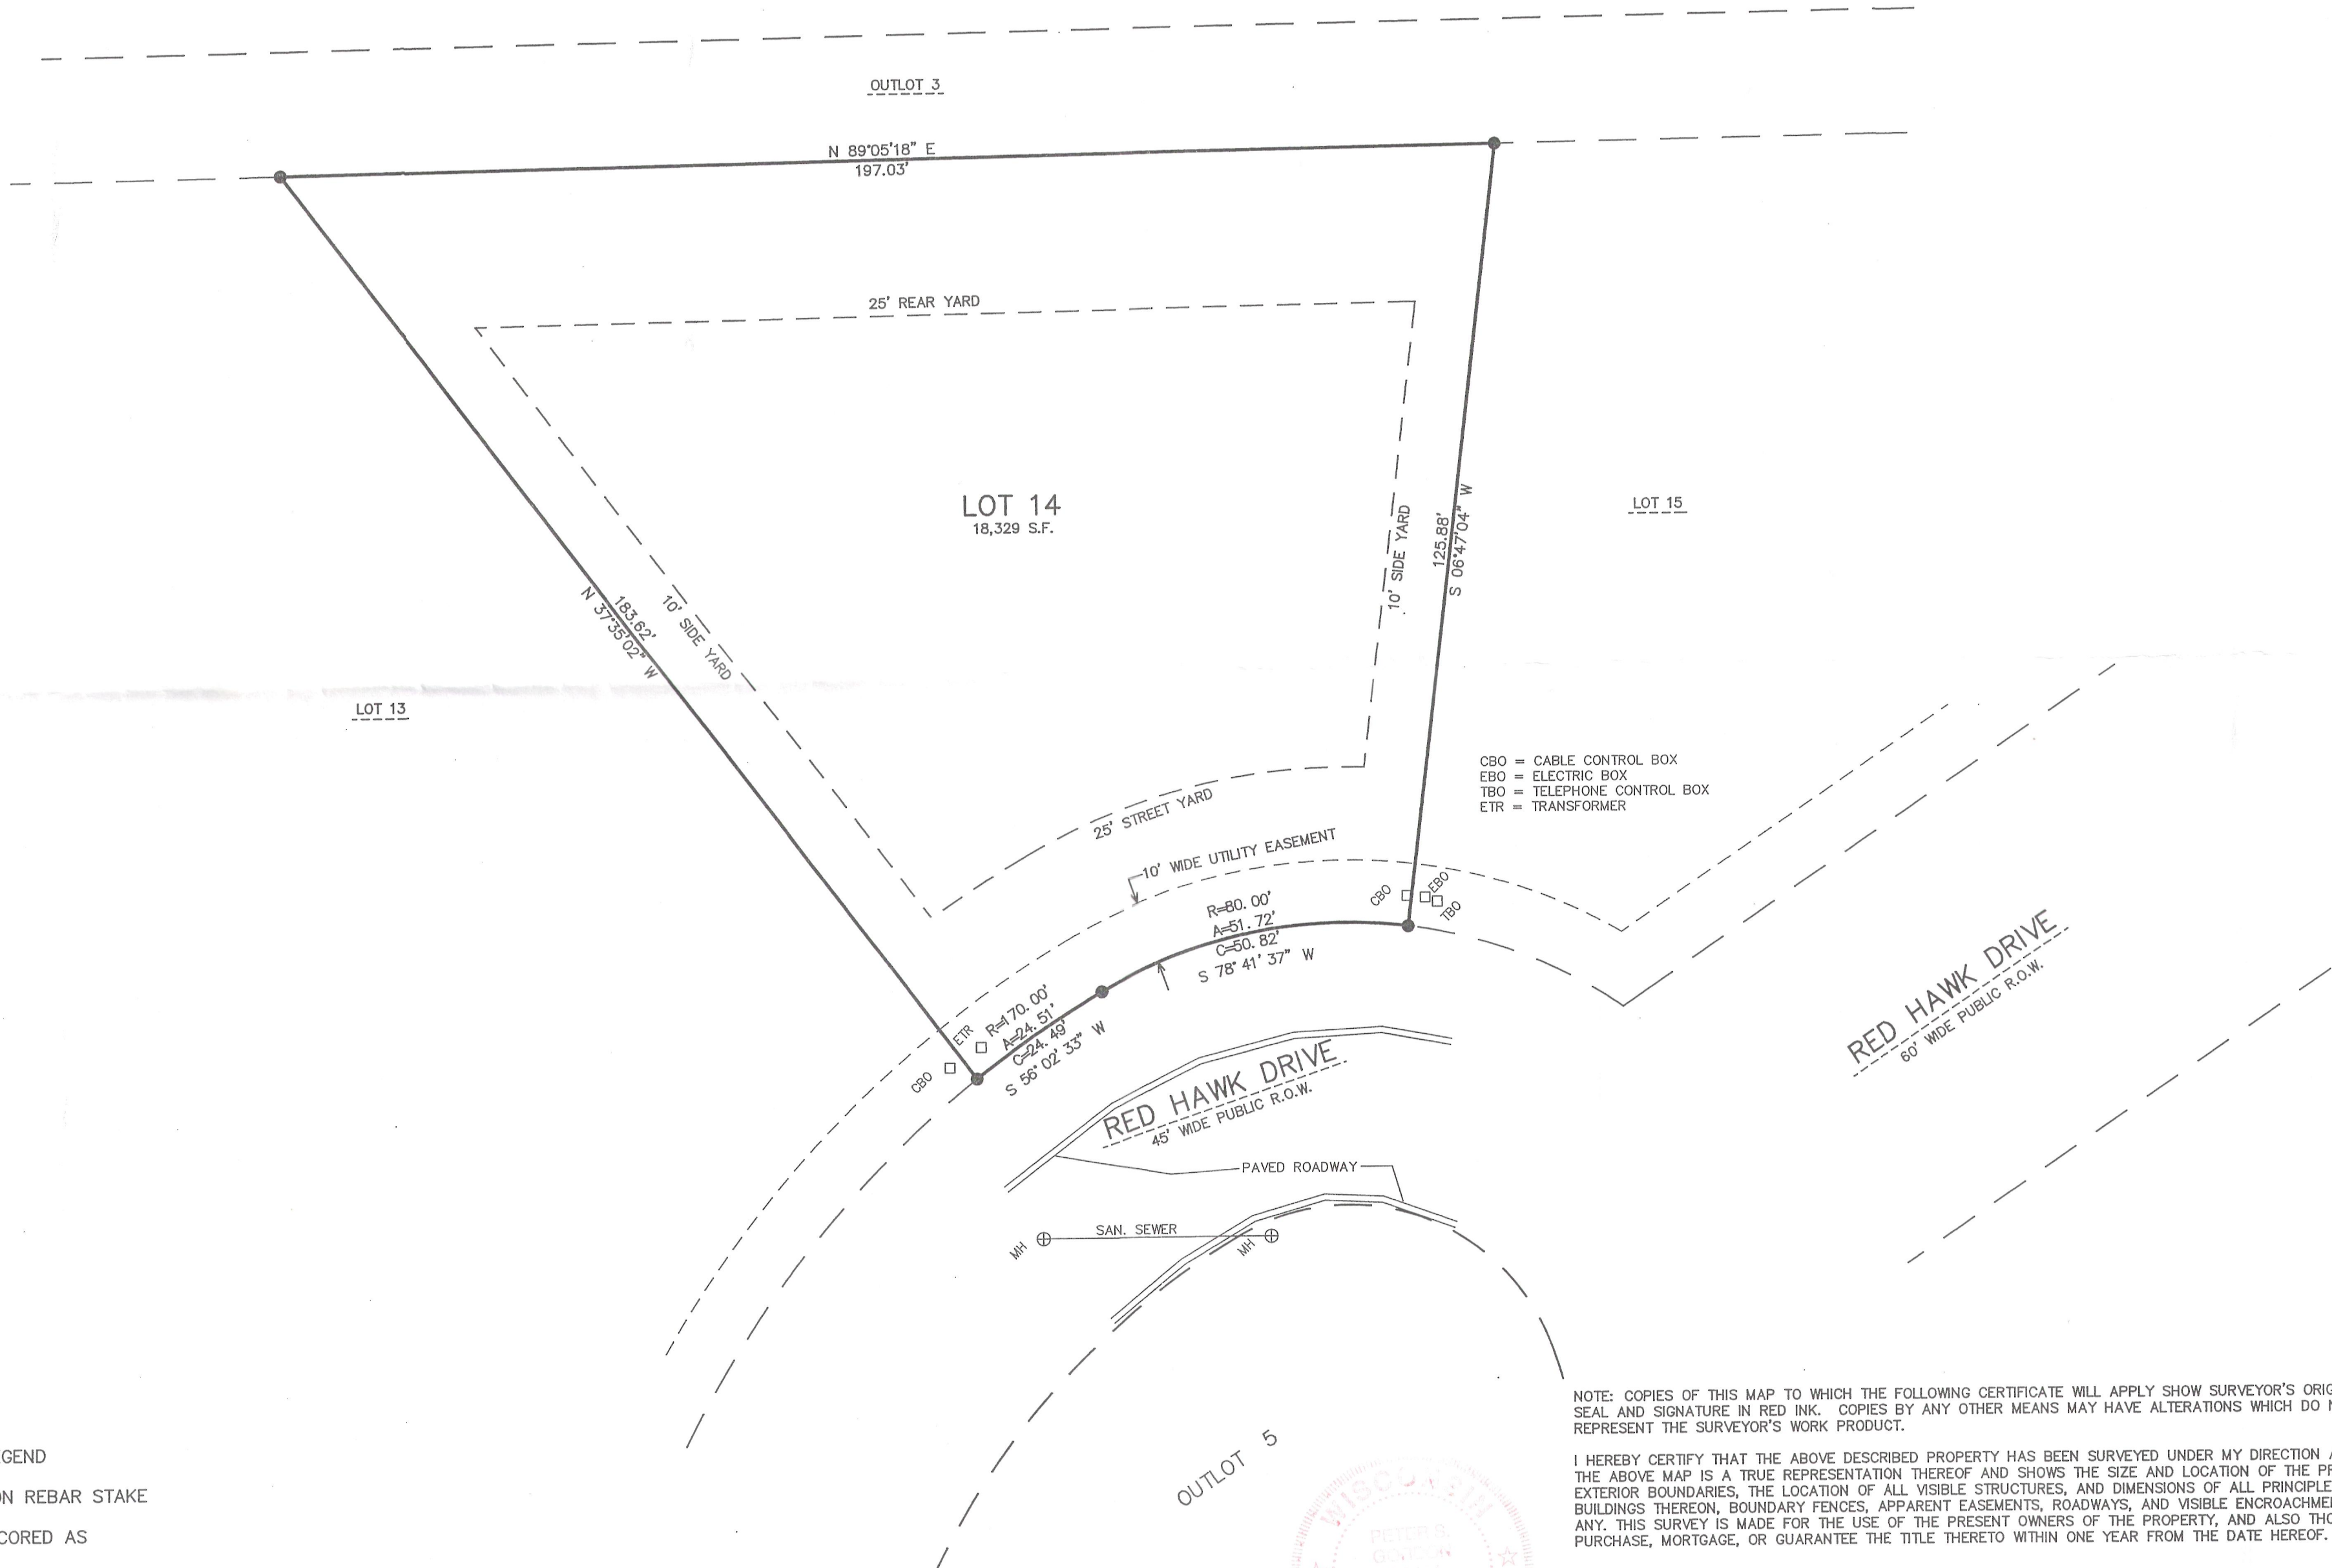 OUTLOT 3
N 89°05'18" E
197.03'
25' REAR YARD
LOT 14
18,329 S.F.
10' SIDE YARD
125.88'
S 06°47'04" W
LOT 15
183.62'
N 37°35'02" W
10' SIDE YARD
LOT 13
25' STREET YARD
10' WIDE UTILITY EASEMENT
CBO = CABLE CONTROL BOX
EBO = ELECTRIC BOX
TBO = TELEPHONE CONTROL BOX
ETR = TRANSFORMER
CBO
EBO
TBO
R=80.00'
A=51.72'
C=50.82'
S 78°41'37" W
ETR
CBO
R=170.00'
A=24.51'
C=24.49'
S 56°02'33" W
RED HAWK DRIVE
45' WIDE PUBLIC R.O.W.
RED HAWK DRIVE
60' WIDE PUBLIC R.O.W.
PAVED ROADWAY
SAN. SEWER
MH
MH
OUTLOT 5
GEND
ON REBAR STAKE
CORED AS
WISCONSIN
PETER S.
NOTE: COPIES OF THIS MAP TO WHICH THE FOLLOWING CERTIFICATE WILL APPLY SHOW SURVEYOR'S ORIG
SEAL AND SIGNATURE IN RED INK. COPIES BY ANY OTHER MEANS MAY HAVE ALTERATIONS WHICH DO N
REPRESENT THE SURVEYOR'S WORK PRODUCT.
I HEREBY CERTIFY THAT THE ABOVE DESCRIBED PROPERTY HAS BEEN SURVEYED UNDER MY DIRECTION A
THE ABOVE MAP IS A TRUE REPRESENTATION THEREOF AND SHOWS THE SIZE AND LOCATION OF THE PR
EXTERIOR BOUNDARIES, THE LOCATION OF ALL VISIBLE STRUCTURES, AND DIMENSIONS OF ALL PRINCIPLE
BUILDINGS THEREON, BOUNDARY FENCES, APPARENT EASEMENTS, ROADWAYS, AND VISIBLE ENCROACHME
ANY. THIS SURVEY IS MADE FOR THE USE OF THE PRESENT OWNERS OF THE PROPERTY, AND ALSO THO
PURCHASE, MORTGAGE, OR GUARANTEE THE TITLE THERETO WITHIN ONE YEAR FROM THE DATE HEREOF.